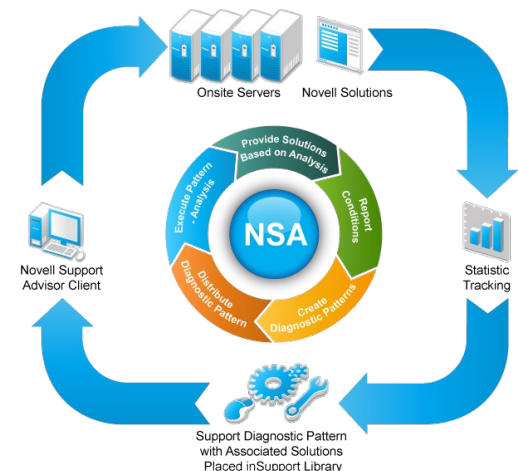 Onsite Servers
Novell Solutions
Provide Solutions
Based on Analysis
Report
Conditions
Create
Diagnostic Patterns
Distribute
Diagnostic Pattern
Execute Pattern
- Analysis
NSA
Novell Support
Advisor Client
Statistic
Tracking
Support Diagnostic Pattern
with Associated Solutions
Placed inSupport Library